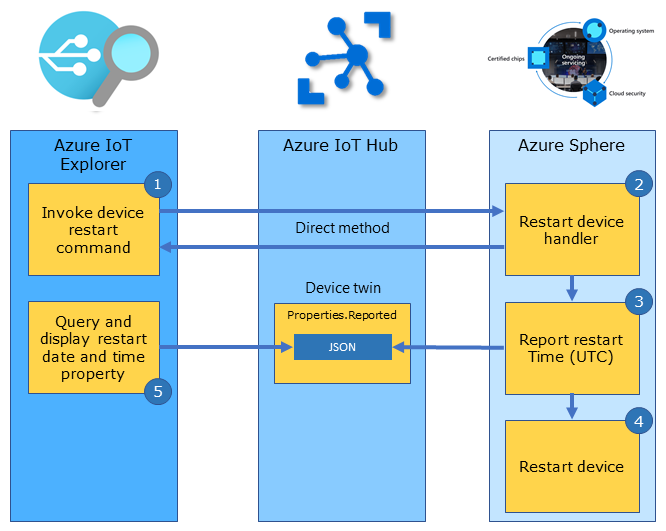 Operating system
Certified chips
Ongoing
servicing
Cloud security
Azure IoT
Explorer
Azure IoT Hub
Azure Sphere
1
Invoke device
restart
command
Direct method
2
Restart device
handler
Device twin
Properties.Reported
JSON
3
Report restart
Time (UTC)
Query and
display restart
date and time
property
5
4
Restart device